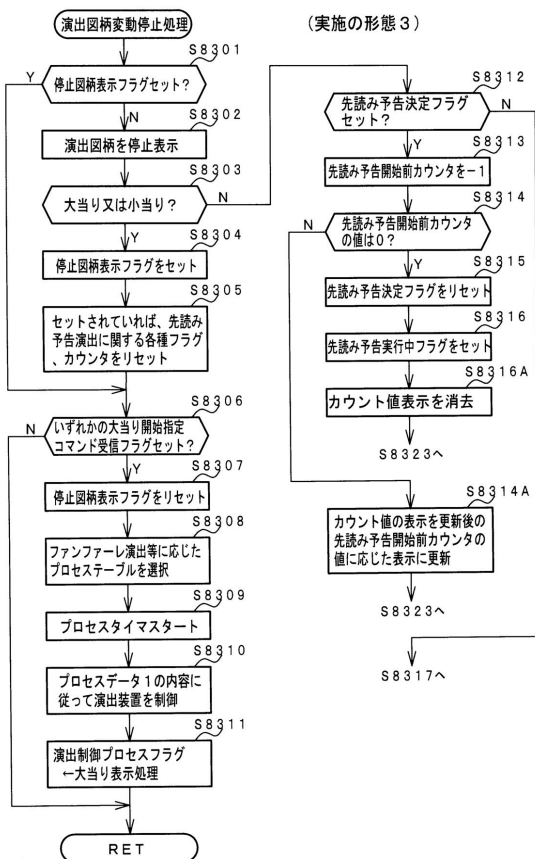 演出図柄変動停止処理
(実施の形態3)
S8301
Y
停止図柄表示フラグセット?
N
S8302
演出図柄を停止表示
S8303
大当り又は小当り?
N
Y
S8304
停止図柄表示フラグをセット
S8305
セットされていれば、先読み
予告演出に関する各種フラグ
、カウンタをリセット
S8306
N
いずれかの大当り開始指定
コマンド受信フラグセット?
Y
S8307
停止図柄表示フラグをリセット
S8308
ファンファーレ演出等に応じた
プロセステーブルを選択
S8309
プロセスタイマスタート
S8310
プロセスデータ1の内容に
従って演出装置を制御
S8311
演出制御プロセスフラグ
←大当り表示処理
RET
S8312
先読み予告決定フラグ
セット?
N
Y
S8313
先読み予告開始前カウンタを-1
S8314
N
先読み予告開始前カウンタ
の値は0?
Y
S8315
先読み予告決定フラグをリセット
S8316
先読み予告実行中フラグをセット
S8316A
カウント値表示を消去
S8323へ
S8314A
カウント値の表示を更新後の
先読み予告開始前カウンタの
値に応じた表示に更新
S8323へ
S8317へ